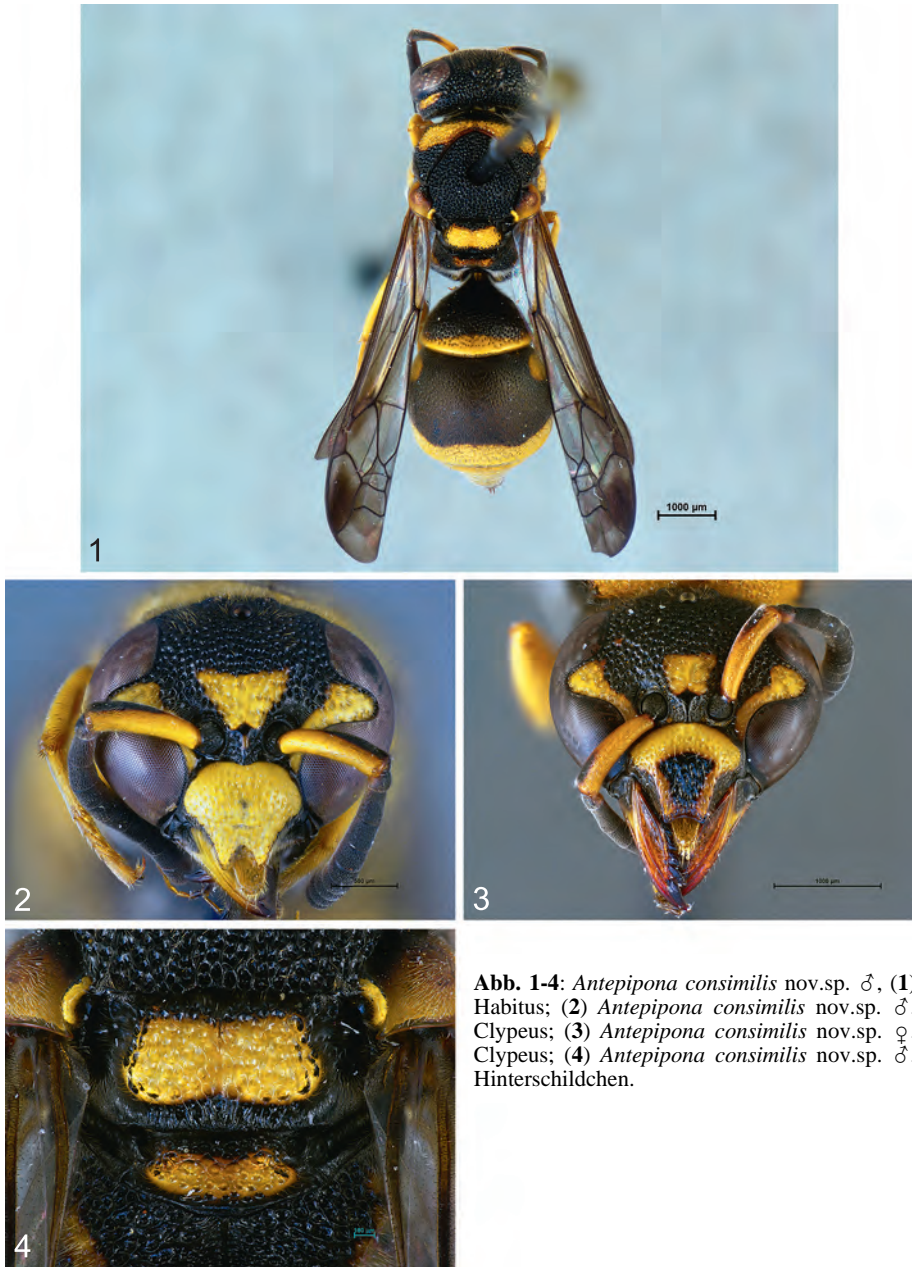 1000 µm
1
2
3
1000 µm
4
Abb. 1-4: Antepipona consimilis nov.sp. ♂, (1)
Habitus; (2) Antepipona consimilis nov.sp. ♂
Clypeus; (3) Antepipona consimilis nov.sp. ♀
Clypeus; (4) Antepipona consimilis nov.sp. ♂
Hinterschildchen.